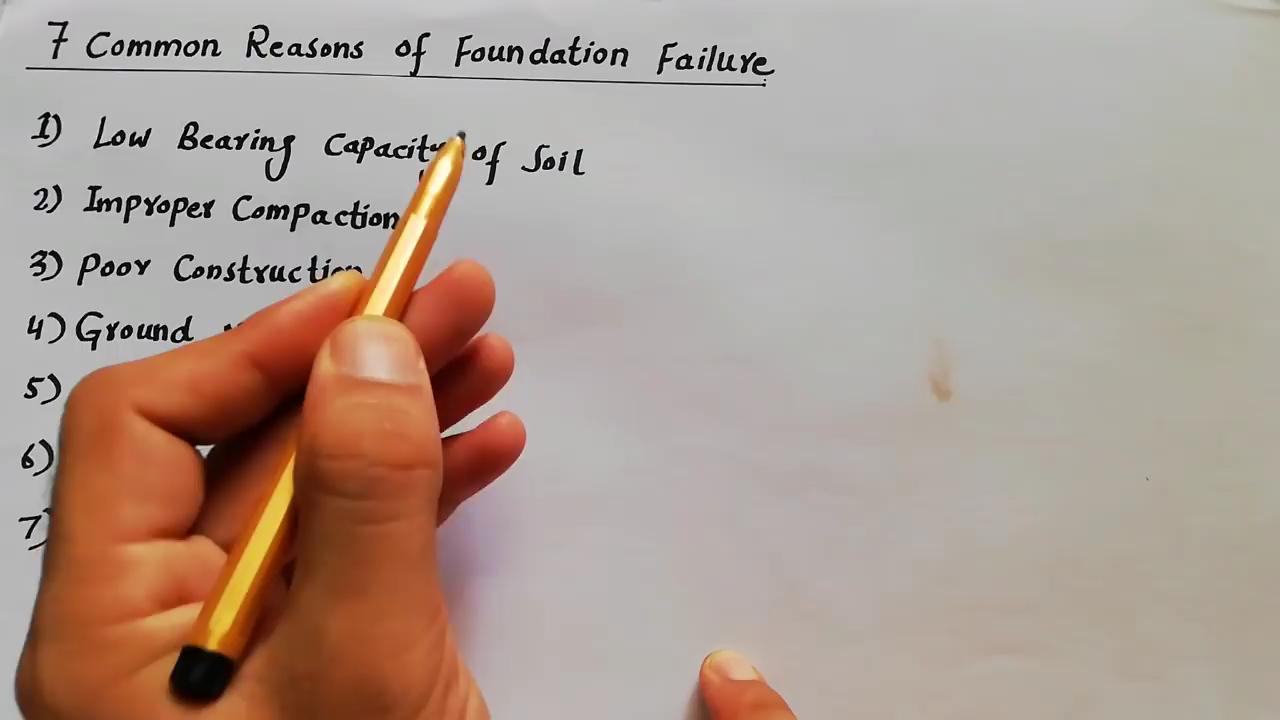 7 Common Reasons of Foundation Failure
1) Low Bearing Capacity of Soil
2) Improper Compaction
3) Poor Construction
4) Ground
5)
6)
7)